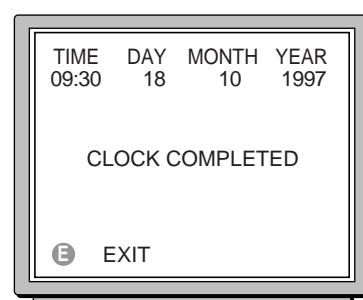 TIME DAY MONTH YEAR
09:30 18 10 1997
CLOCK COMPLETED
E EXIT